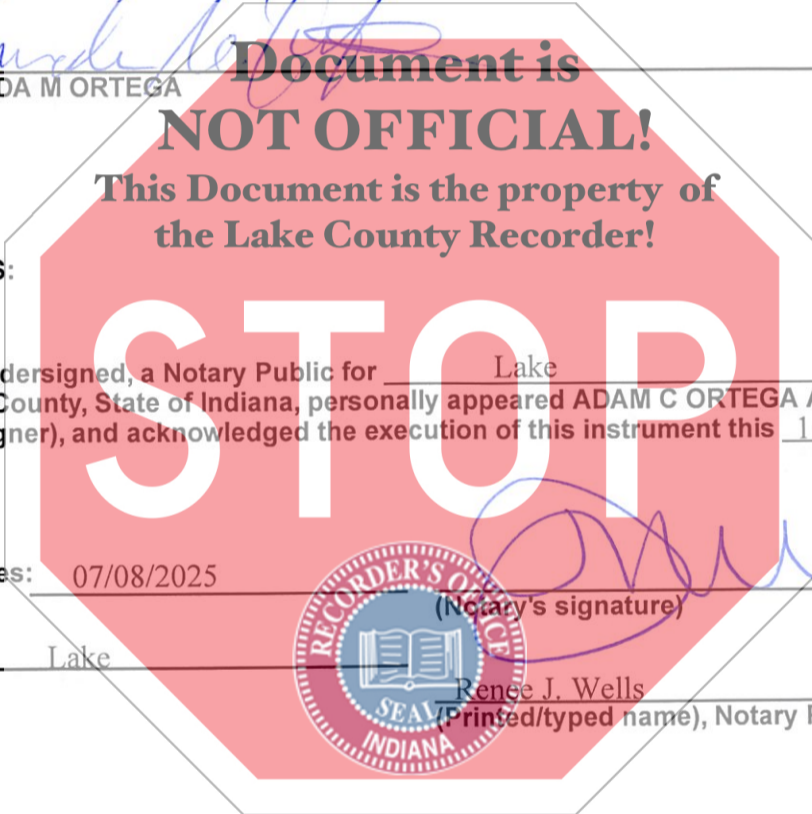 Document is
DA M ORTEGA
NOT OFFICIAL!
This Document is the property of
the Lake County Recorder!
S:
STOP
dersigned, a Notary Public for Lake
County, State of Indiana, personally appeared ADAM C ORTEGA A
gner), and acknowledged the execution of this instrument this 1
es: 07/08/2025
(Notary's signature)
RECORDER'S OFFICE
SEAL
INDIANA
Lake
Renee J. Wells
(Printed/typed name), Notary P